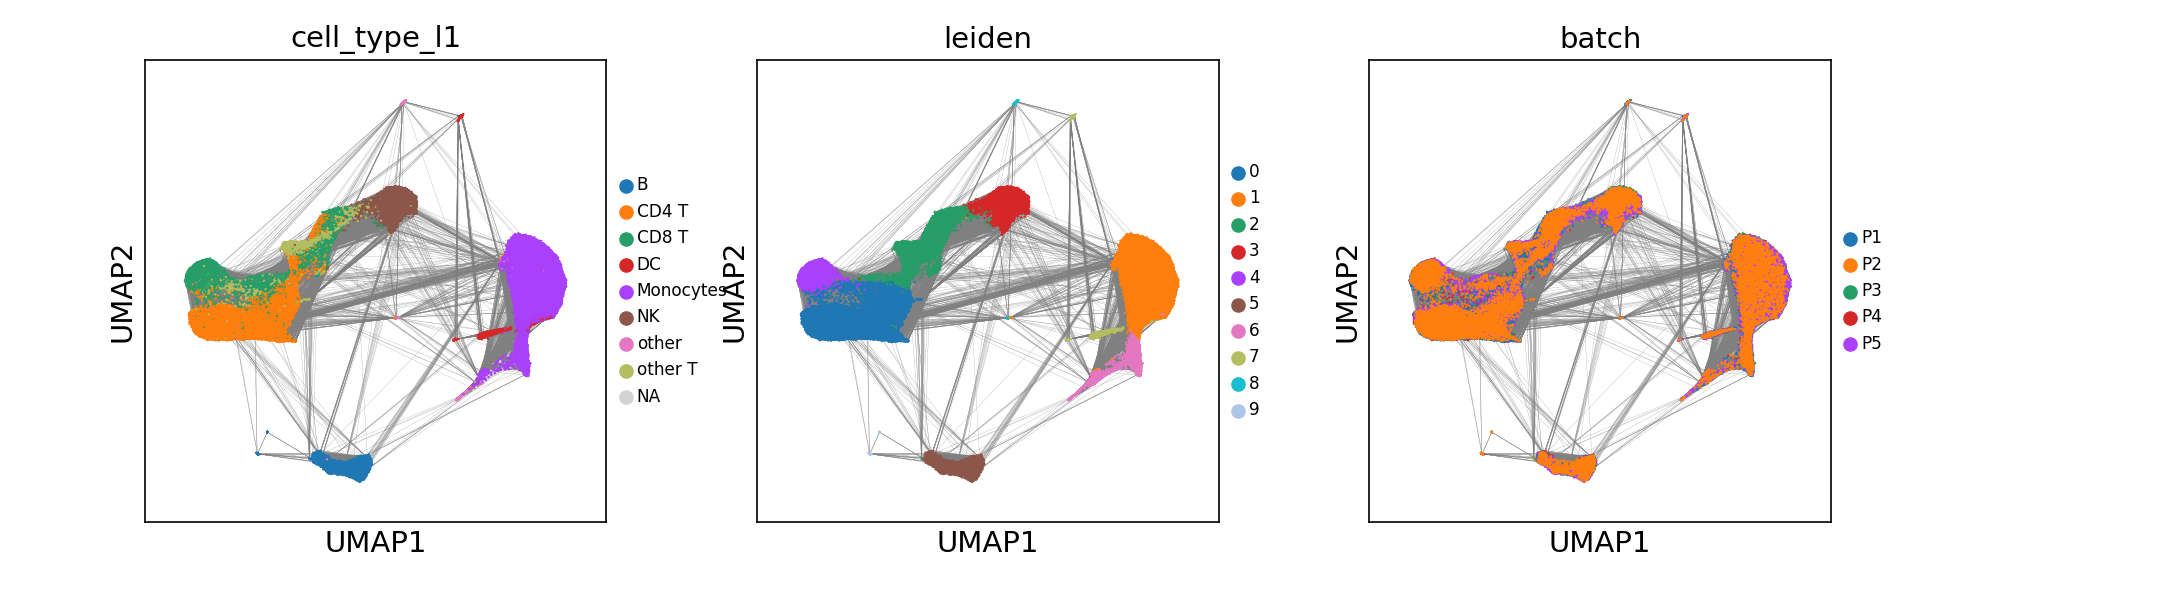 cell_type_l1
UMAP2
UMAP1
B
CD4 T
CD8 T
DC
Monocytes
NK
other
other T
NA
leiden
UMAP2
UMAP1
0
1
2
3
4
5
6
7
8
9
batch
UMAP2
UMAP1
P1
P2
P3
P4
P5